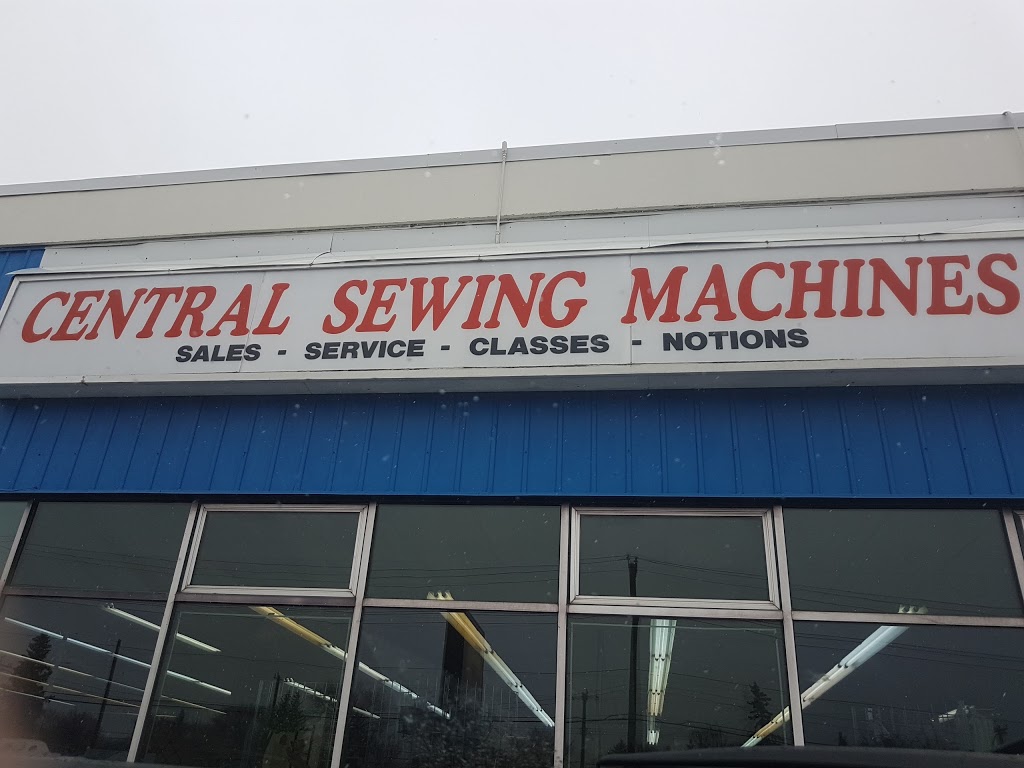 CENTRAL SEWING MACHINES
SALES - SERVICE - CLASSES - NOTIONS